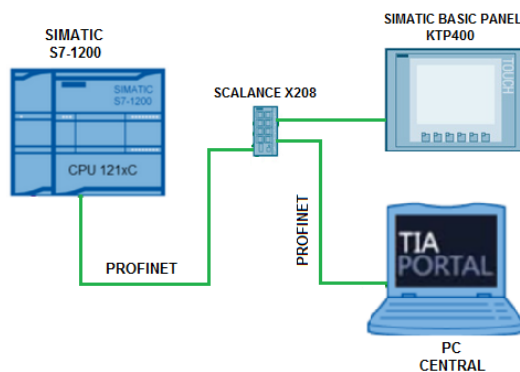 SIMATIC
S7-1200
SIMATIC BASIC PANEL
KTP400
SCALANCE X208
SIMATIC
S7-1200
TOUCH
CPU 121xC
PROFINET
PROFINET
TIA
PORTAL
PC
CENTRAL